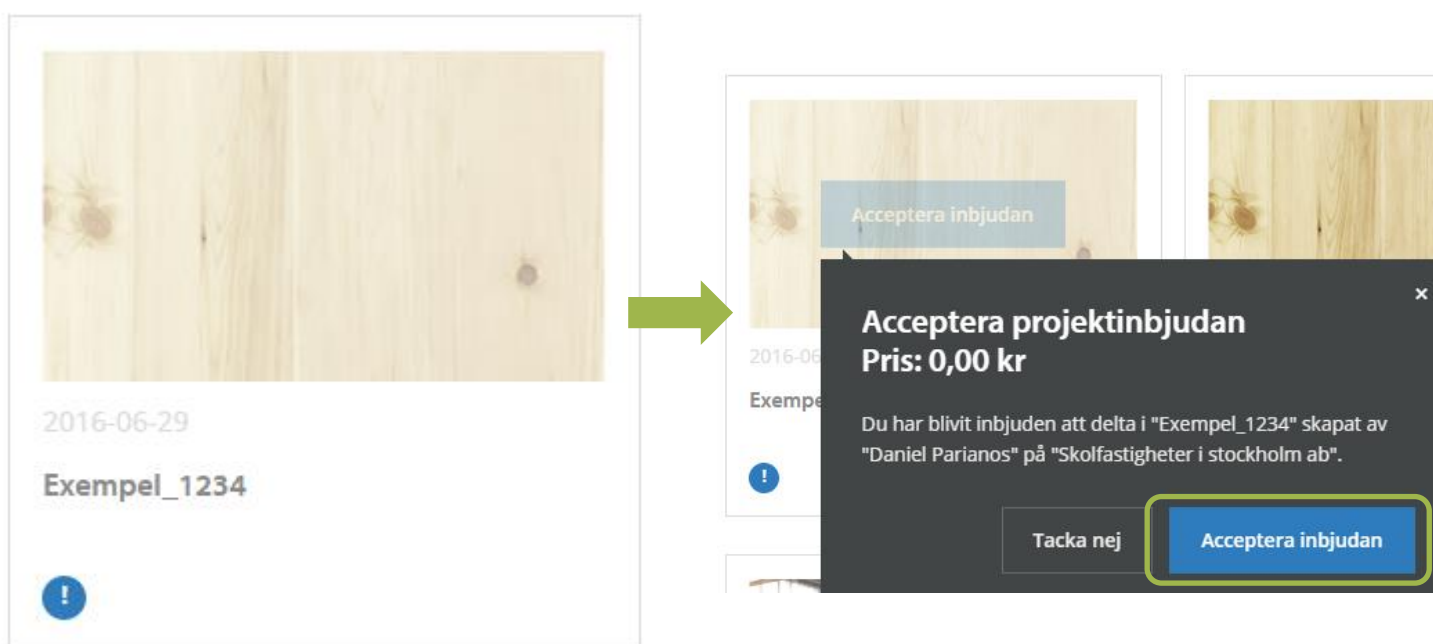 2016-06-29
Exempel_1234
!
Acceptera inbjudan
2016-06
Exempe
!
×
Acceptera projektinbjudan
Pris: 0,00 kr
Du har blivit inbjuden att delta i "Exempel_1234" skapat av
"Daniel Parianos" på "Skolfastigheter i stockholm ab".
Tacka nej
Acceptera inbjudan